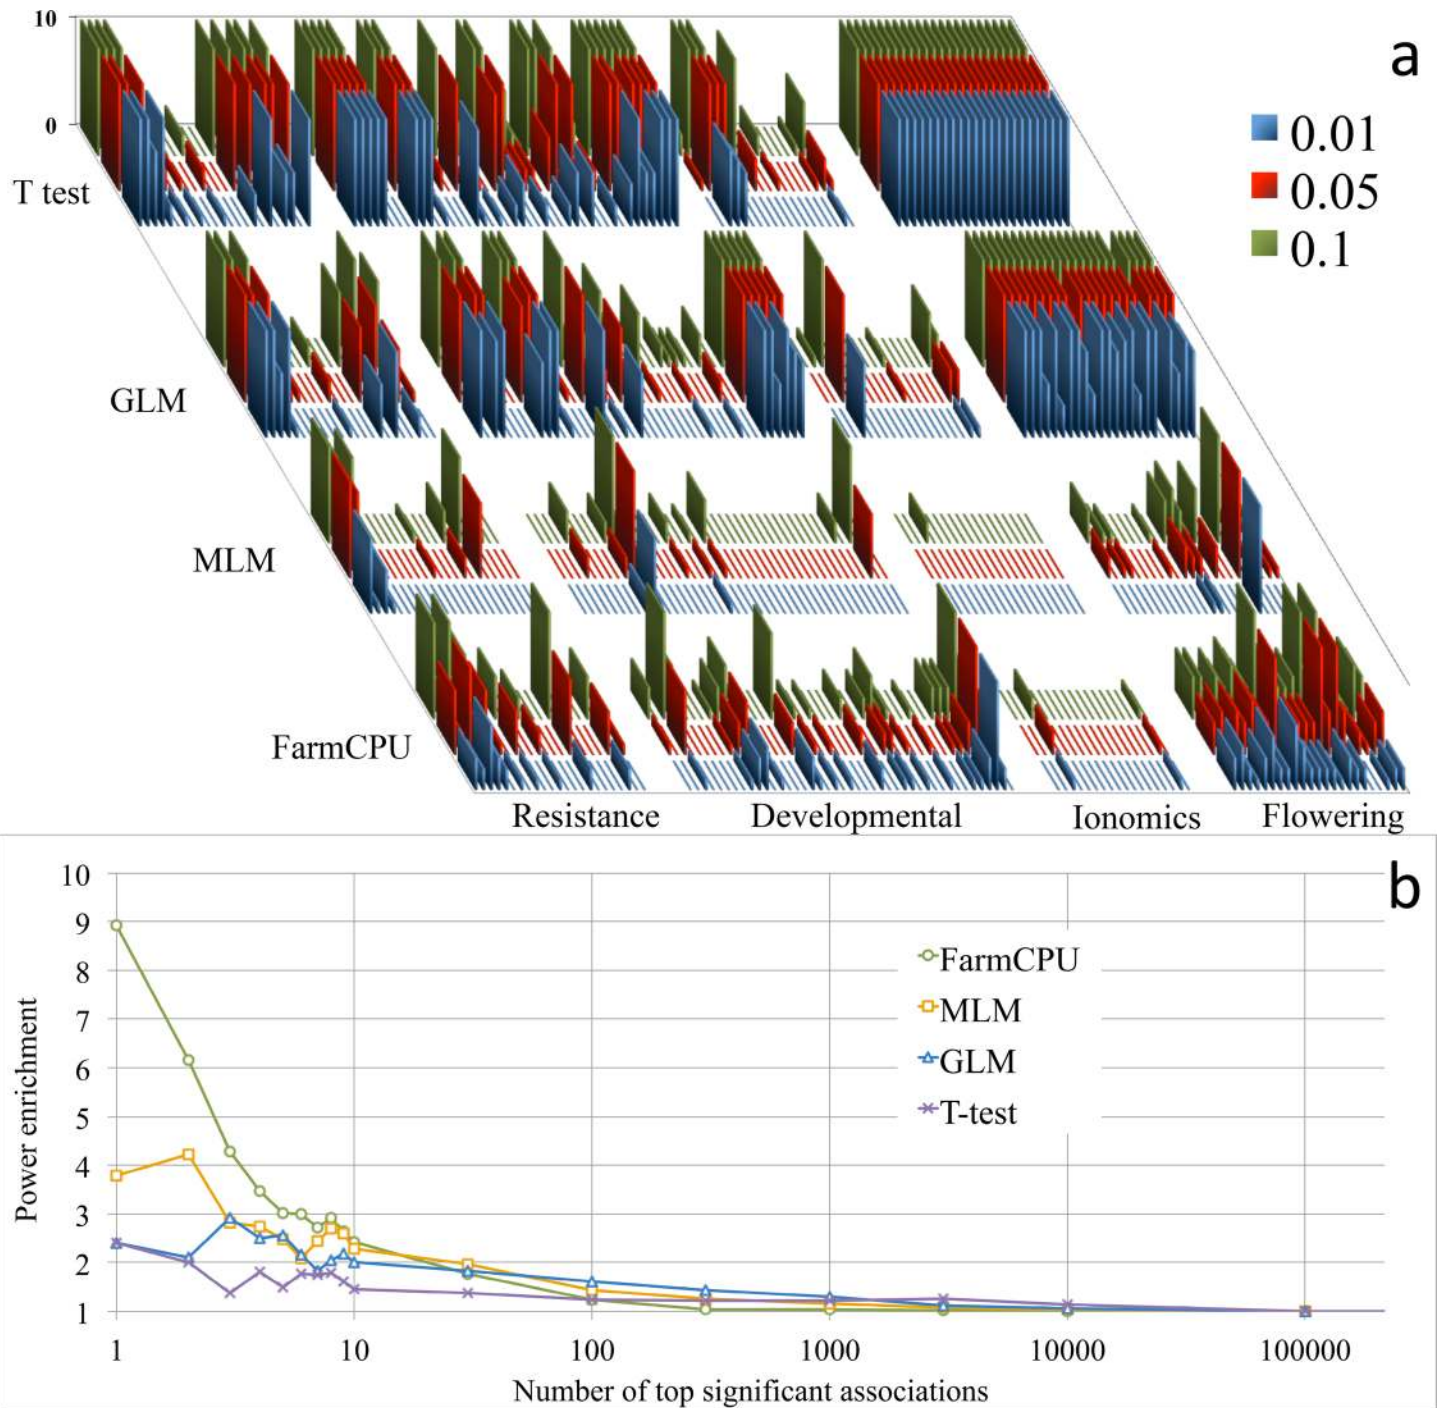 10
0
a
0.01
0.05
0.1
T test
GLM
MLM
FarmCPU
Resistance Developmental Ionomics Flowering
b
10
9
8
7
6
5
4
3
2
1
Power enrichment
FarmCPU
MLM
GLM
T-test
1 10 100 1000 10000 100000
Number of top significant associations